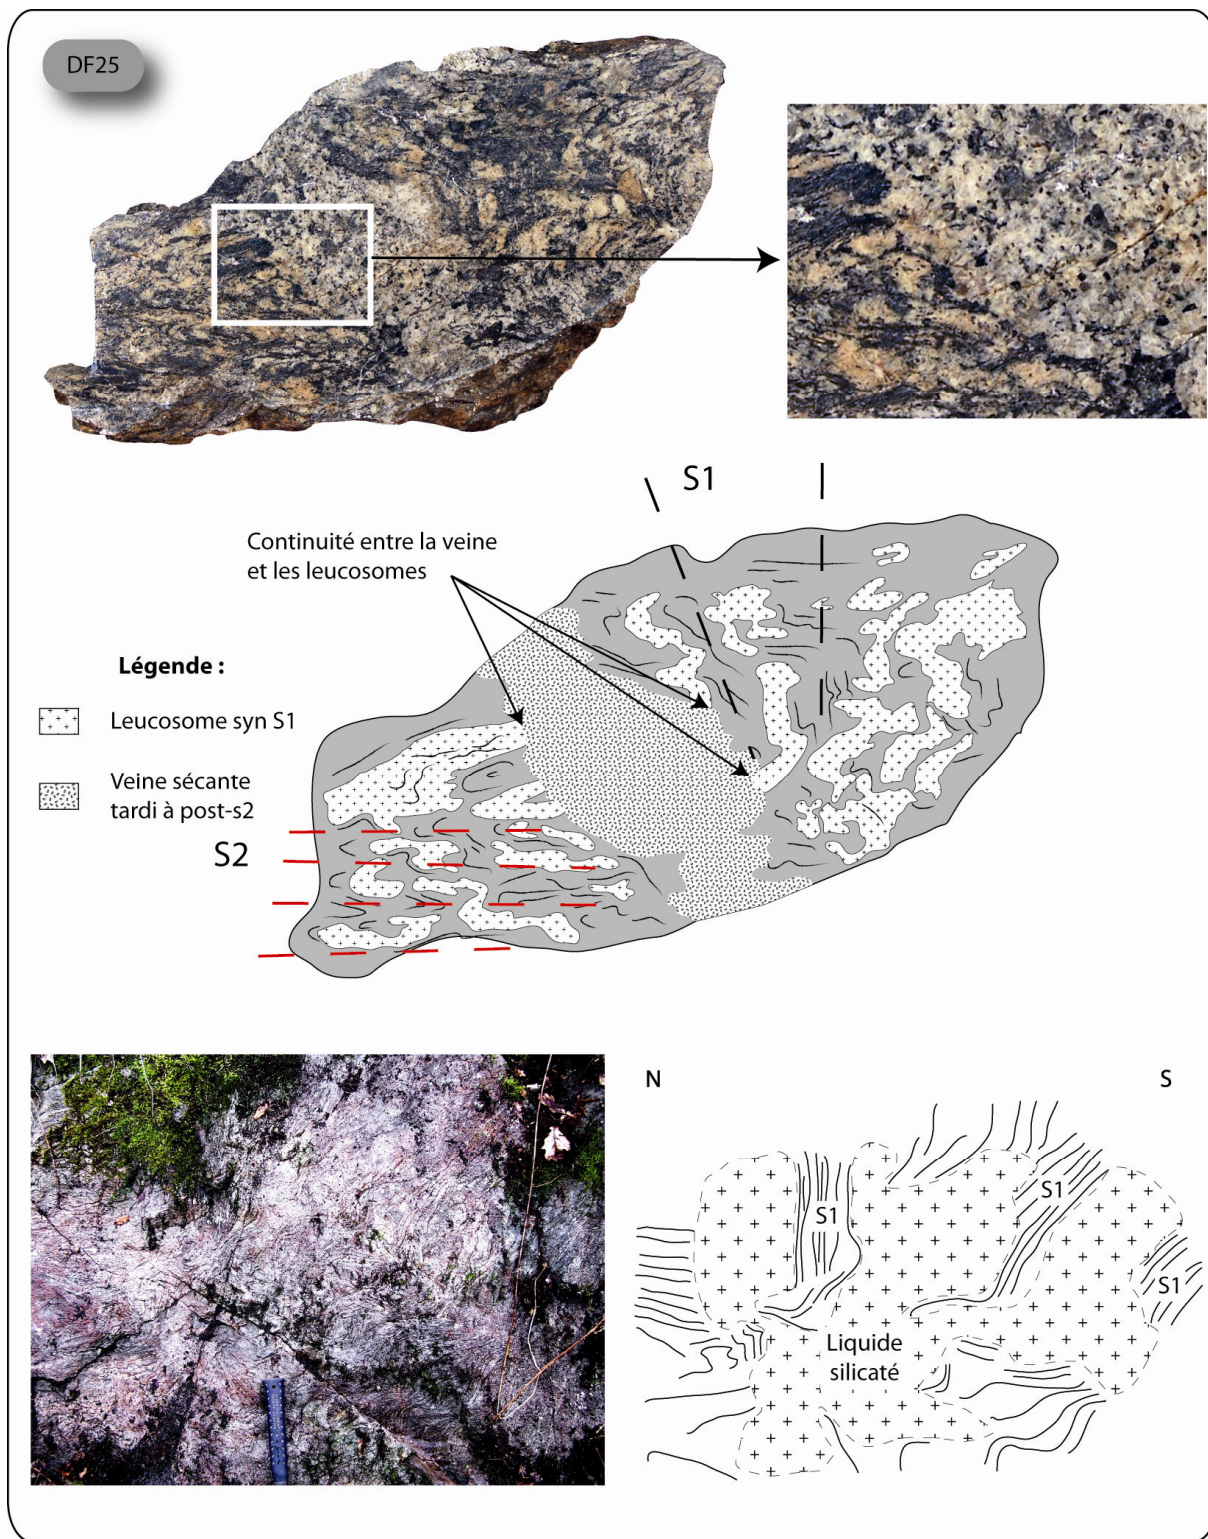 DF25
S1
Continuité entre la veine
et les leucosomes
Légende :
Leucosome syn S1
Veine sécante
tardi à post-s2
S2
N
S
S1
S1
S1
Liquide
silicaté